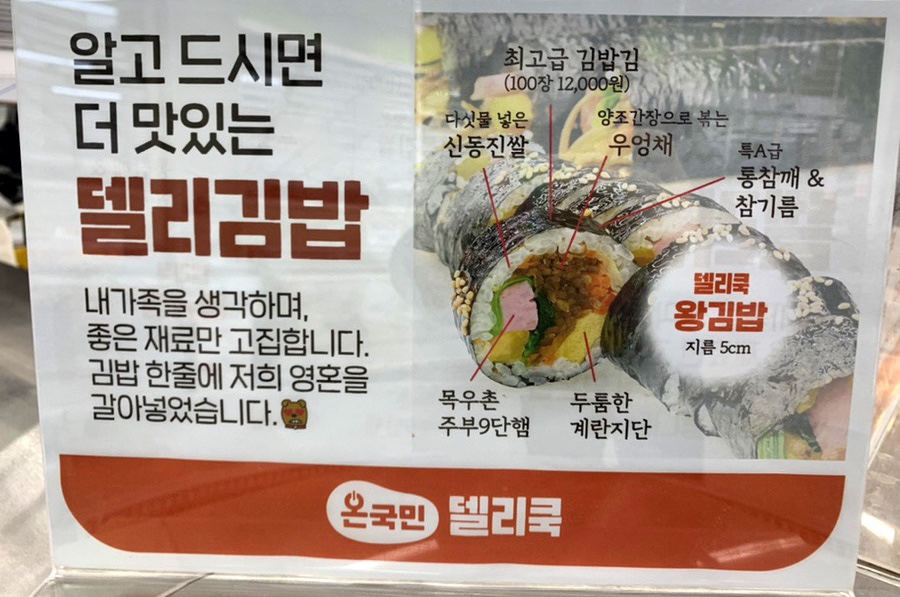 알고 드시면
더 맛있는
델리김밥
내가족을 생각하며,
좋은 재료만 고집합니다.
김밥 한줄에 저희 영혼을
갈아넣었습니다.
최고급 김밥김
(100장 12,000원)
다섯물 넣은
신동진쌀
양조간장으로 볶는
우엉채
특A급
통참깨 &
참기름
델리쿡
왕김밥
지름 5cm
목우촌
주부9단햄
두툼한
계란지단
온국민 델리쿡